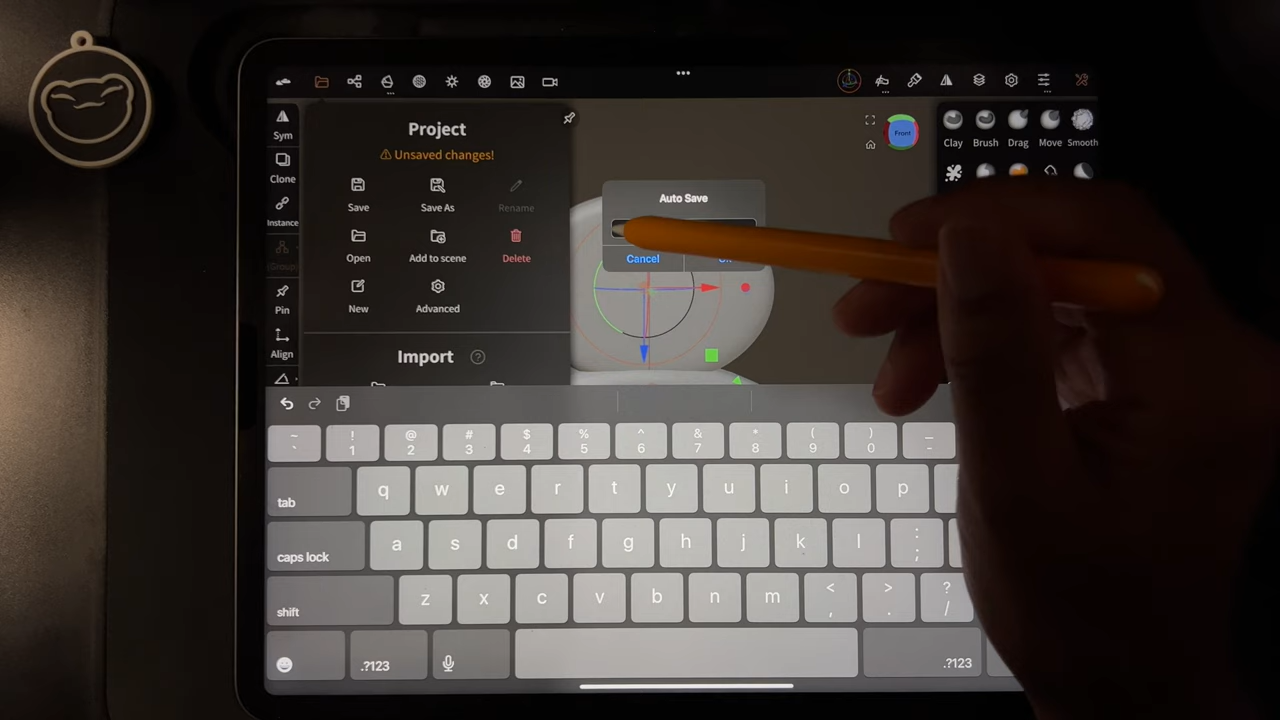 Project
Unsaved changes!
Save
Save As
Rename
Open
Add to scene
Delete
New
Advanced
Import
?
Sym
Clone
Instance
Pin
Align
Auto Save
Cancel
Front
Clay
Brush
Drag
Move
Smooth
~ ! @ # $ % ^ & * ( ) _
` 1 2 3 4 5 6 7 8 9 0 -
tab q w e r t y u i o p
caps lock a s d f g h j k l : ;
shift z x c v b n m < , > . ? /
.?123 .?123